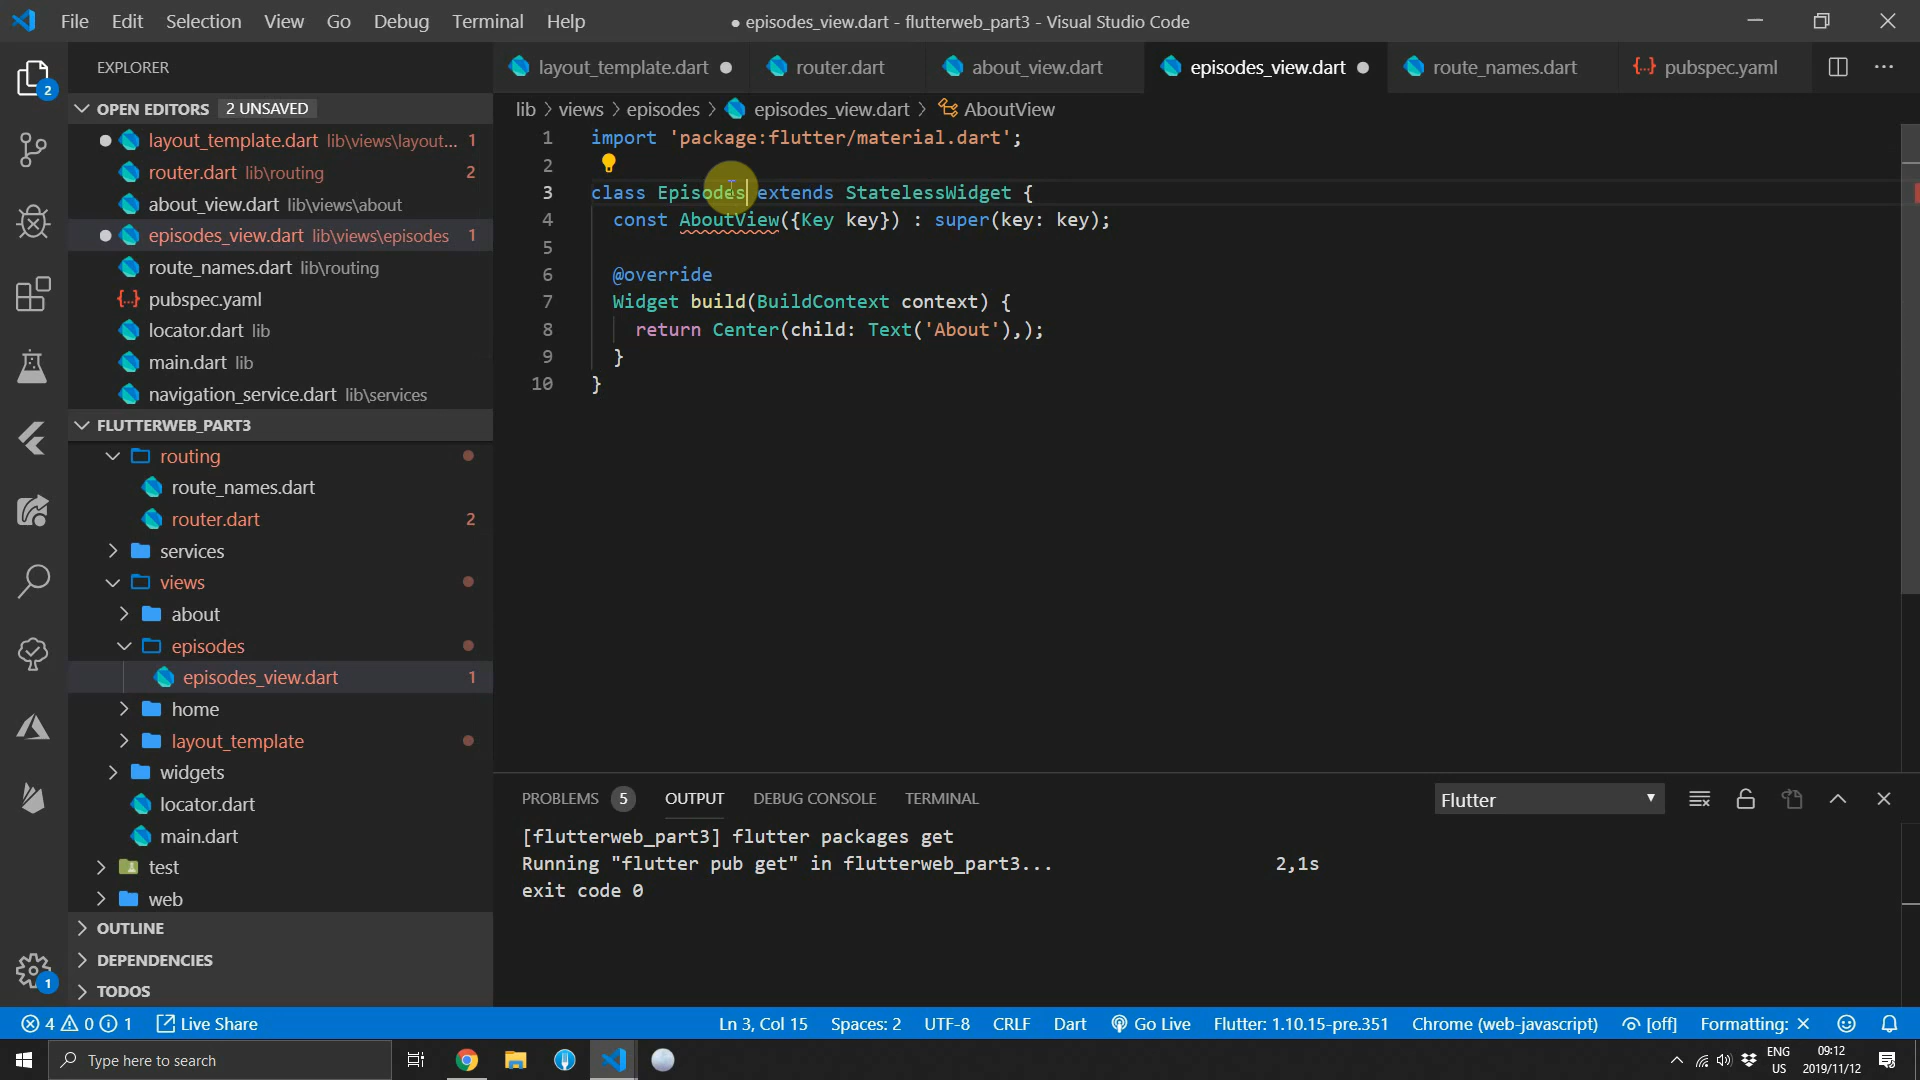 File Edit Selection View Go Debug Terminal Help
● episodes_view.dart - flutterweb_part3 - Visual Studio Code
EXPLORER
2
OPEN EDITORS 2 UNSAVED
layout_template.dart lib\views\layout... 1
router.dart lib\routing 2
about_view.dart lib\views\about
episodes_view.dart lib\views\episodes 1
route_names.dart lib\routing
pubspec.yaml
locator.dart lib
main.dart lib
navigation_service.dart lib\services
FLUTTERWEB_PART3
routing
route_names.dart
router.dart 2
services
views
about
episodes
episodes_view.dart 1
home
layout_template
widgets
locator.dart
main.dart
test
web
OUTLINE
DEPENDENCIES
TODOS
1
layout_template.dart router.dart about_view.dart episodes_view.dart route_names.dart {..} pubspec.yaml
lib > views > episodes > episodes_view.dart > AboutView
1 import 'package:flutter/material.dart';
2
3 class Episodes extends StatelessWidget {
4 const AboutView({Key key}) : super(key: key);
5
6 @override
7 Widget build(BuildContext context) {
8 return Center(child: Text('About'),);
9 }
10 }
PROBLEMS 5 OUTPUT DEBUG CONSOLE TERMINAL Flutter
[flutterweb_part3] flutter packages get
Running "flutter pub get" in flutterweb_part3... 2,1s
exit code 0
4 0 1 Live Share Ln 3, Col 15 Spaces: 2 UTF-8 CRLF Dart Go Live Flutter: 1.10.15-pre.351 Chrome (web-javascript) [off] Formatting: ×
Type here to search
ENG
US
09:12
2019/11/12